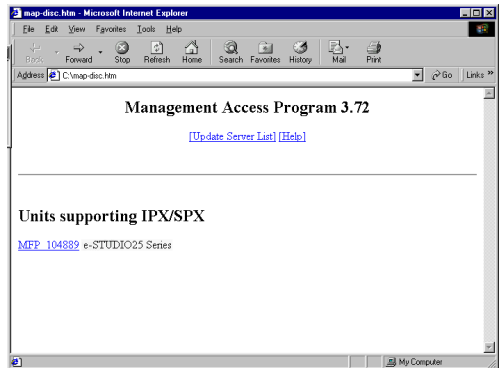 map-disc.htm - Microsoft Internet Explorer
File Edit View Favorites Tools Help
Back Forward Stop Refresh Home Search Favorites History Mail Print
Address C:\map-disc.htm Go Links »
Management Access Program 3.72
[Update Server List] [Help]
Units supporting IPX/SPX
MFP_104889 e-STUDIO25 Series
My Computer